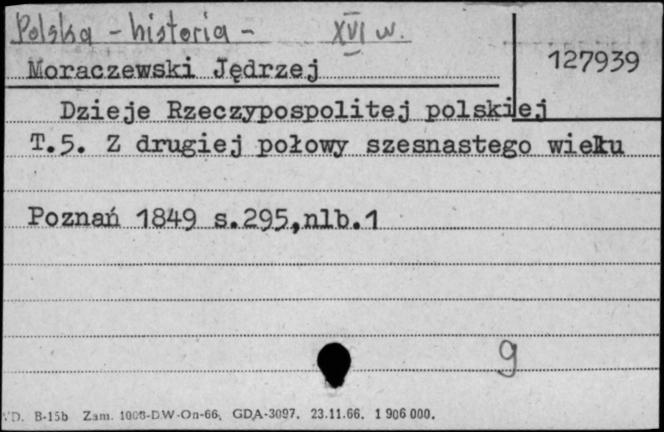 Polska - historia - XVI w.
Moraczewski Jędrzej 127939
Dzieje Rzeczypospolitej polskiej
T.5. Z drugiej połowy szesnastego wieku
Poznań 1849 s.295,nlb.1
9
D. B-15b Zam. 1008-D.W-On-66, GDA-3097. 23.11.66. 1 906 000.